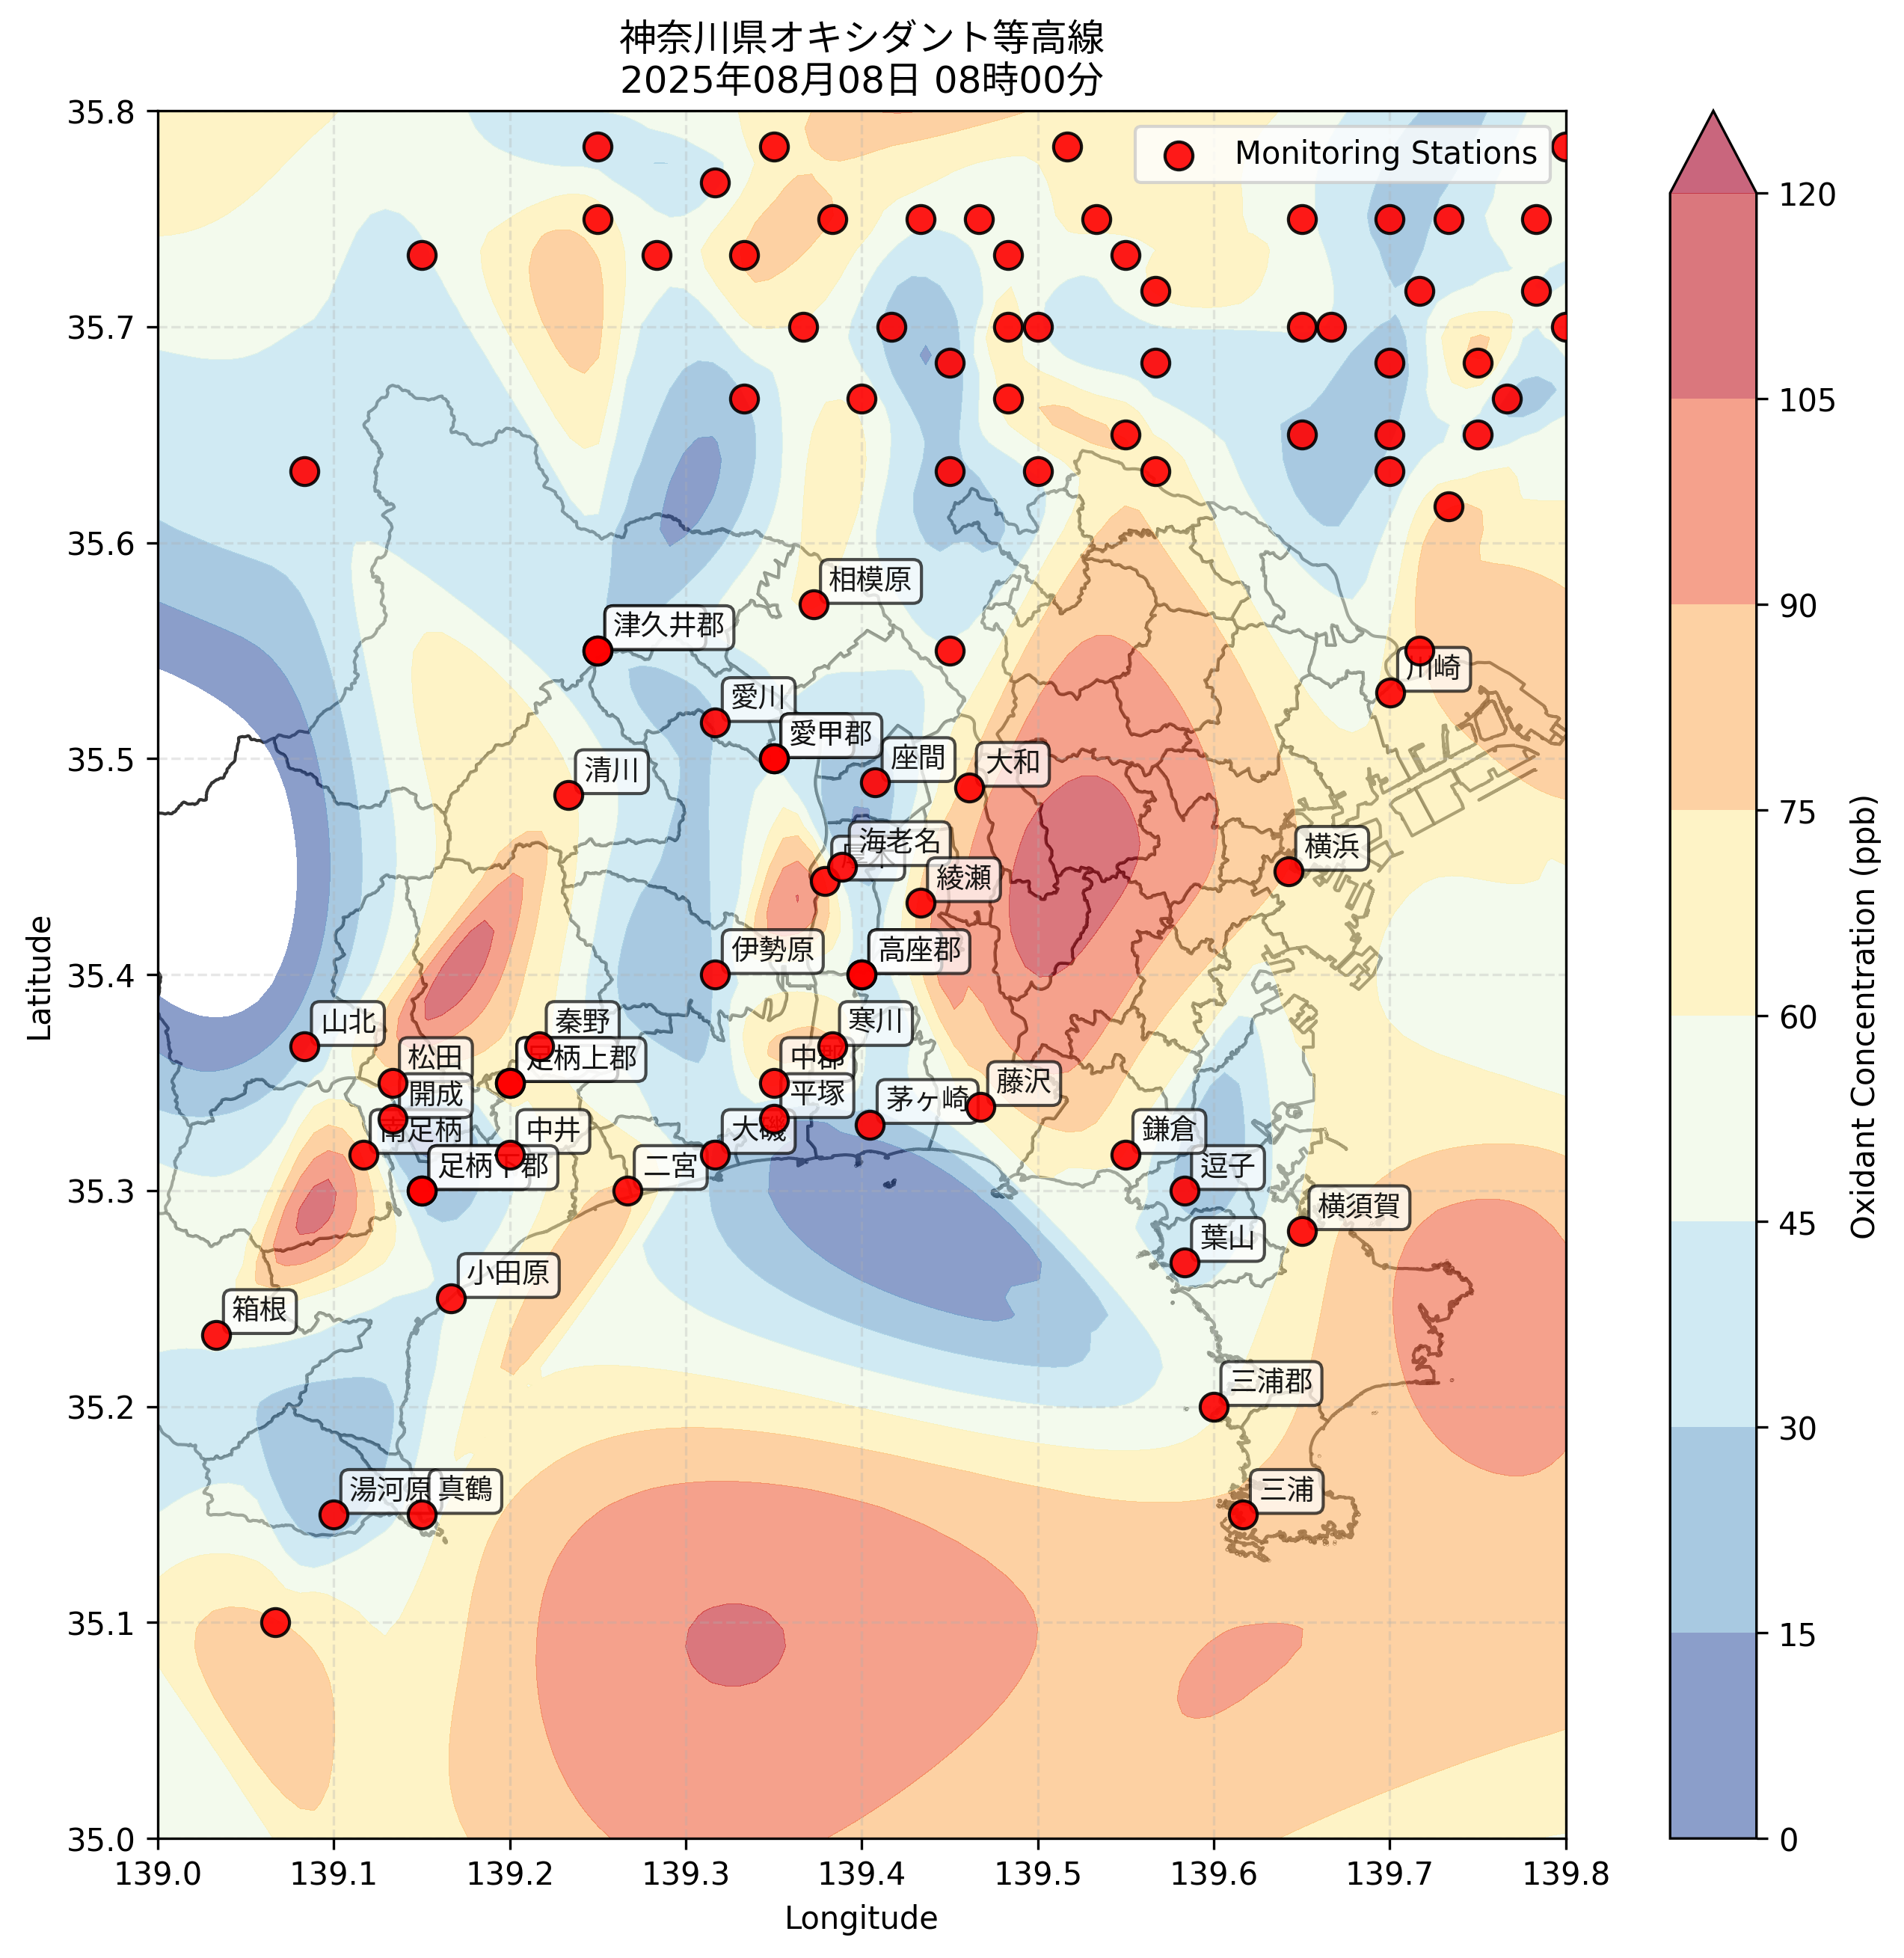 神奈川県オキシダント等高線
2025年08月08日 08時00分
Monitoring Stations
相模原
津久井郡
川崎
愛川
愛甲郡
座間
大和
清川
海老名
横浜
綾瀬
伊勢原
高座郡
山北
秦野
寒川
松田
足柄上郡
中郡
開成
平塚
茅ヶ崎
藤沢
南足柄
中井
大磯
鎌倉
足柄下郡
二宮
逗子
横須賀
葉山
小田原
箱根
三浦郡
湯河原
真鶴
三浦
35.8
35.7
35.6
35.5
35.4
35.3
35.2
35.1
35.0
Latitude
139.0 139.1 139.2 139.3 139.4 139.5 139.6 139.7 139.8
Longitude
120
105
90
75
60
45
30
15
0
Oxidant Concentration (ppb)